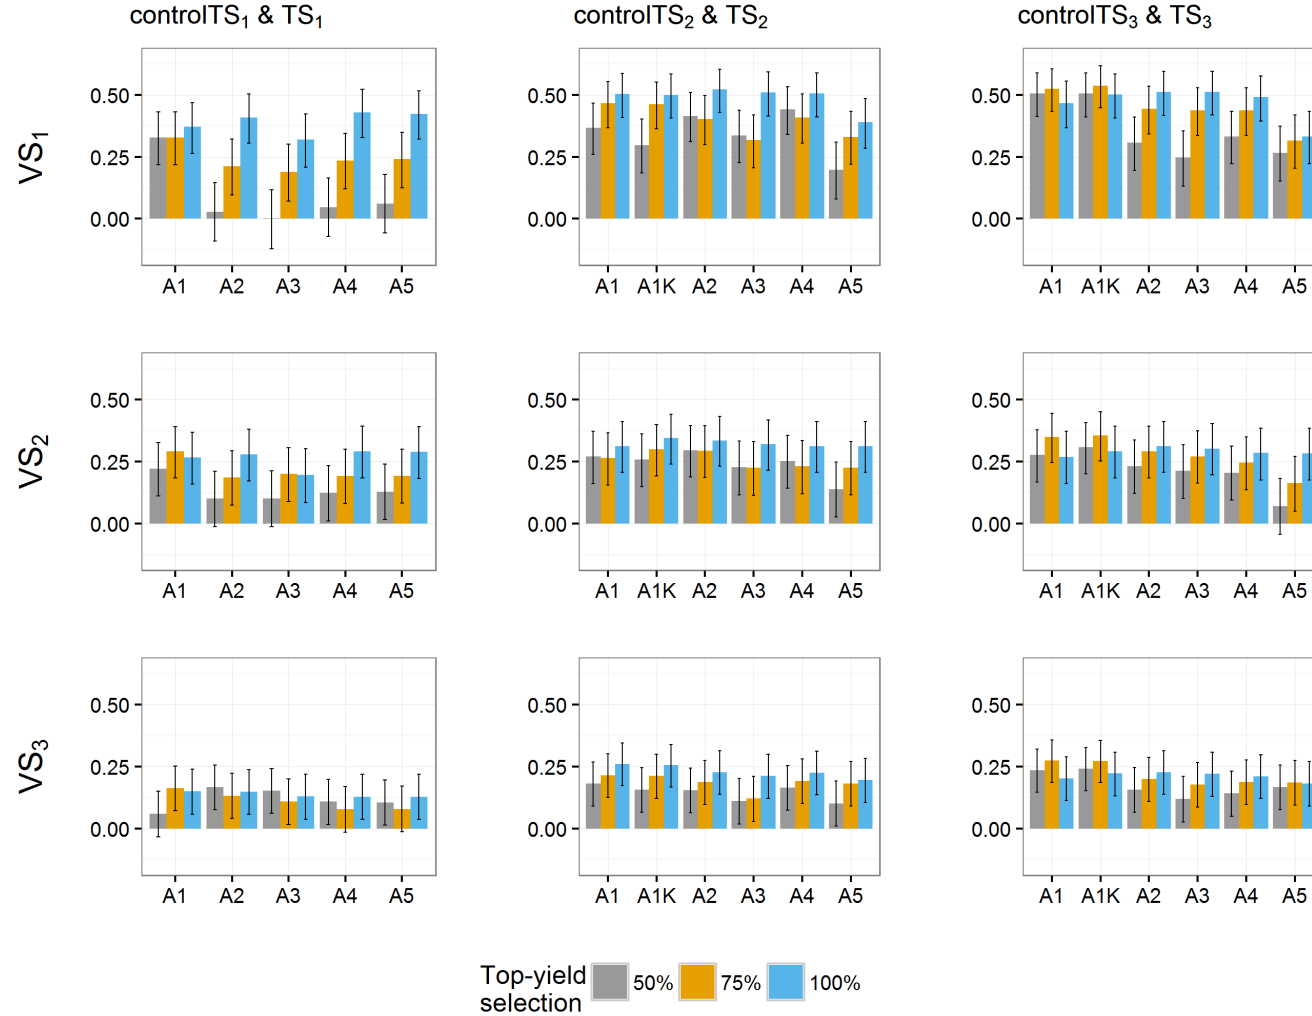 controlTS₁ & TS₁ controlTS₂ & TS₂ controlTS₃ & TS₃
VS₁
0.50 0.50 0.50
0.25 0.25 0.25
0.00 0.00 0.00
A1 A2 A3 A4 A5 A1 A1K A2 A3 A4 A5 A1 A1K A2 A3 A4 A5
VS₂
0.50 0.50 0.50
0.25 0.25 0.25
0.00 0.00 0.00
A1 A2 A3 A4 A5 A1 A1K A2 A3 A4 A5 A1 A1K A2 A3 A4 A5
VS₃
0.50 0.50 0.50
0.25 0.25 0.25
0.00 0.00 0.00
A1 A2 A3 A4 A5 A1 A1K A2 A3 A4 A5 A1 A1K A2 A3 A4 A5
Top-yield
selection
50% 75% 100%